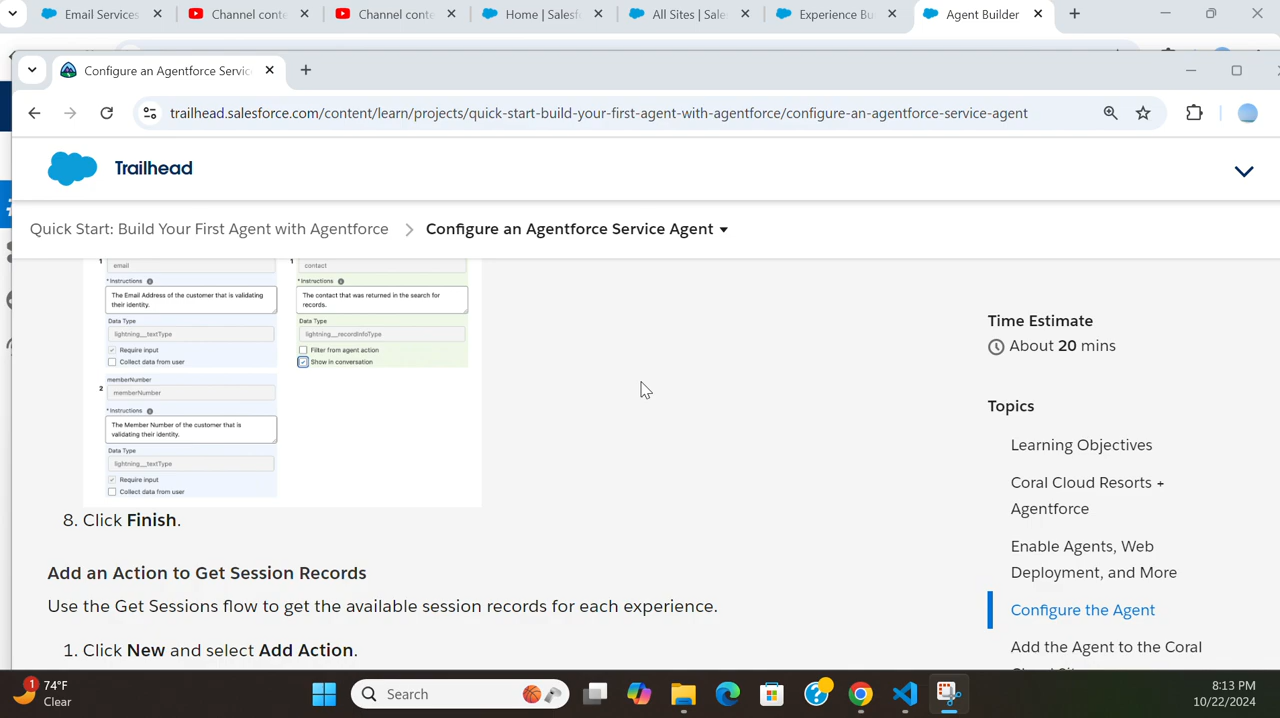 Email Services
Channel conte
Channel conte
Home | Salesf
All Sites | Sale
Experience Bu
Agent Builder
Configure an Agentforce Servic
trailhead.salesforce.com/content/learn/projects/quick-start-build-your-first-agent-with-agentforce/configure-an-agentforce-service-agent
Trailhead
Quick Start: Build Your First Agent with Agentforce
Configure an Agentforce Service Agent
1
email
* Instructions
The Email Address of the customer that is validating
their identity.
Data Type
lightning__textType
Require input
Collect data from user
1
contact
* Instructions
The contact that was returned in the search for
records.
Data Type
lightning__recordInfoType
Filter from agent action
Show in conversation
memberNumber
2
memberNumber
* Instructions
The Member Number of the customer that is
validating their identity.
Data Type
lightning__textType
Require input
Collect data from user
8. Click Finish.
Add an Action to Get Session Records
Use the Get Sessions flow to get the available session records for each experience.
1. Click New and select Add Action.
Time Estimate
About 20 mins
Topics
Learning Objectives
Coral Cloud Resorts +
Agentforce
Enable Agents, Web
Deployment, and More
Configure the Agent
Add the Agent to the Coral
1
74°F
Clear
Search
8:13 PM
10/22/2024